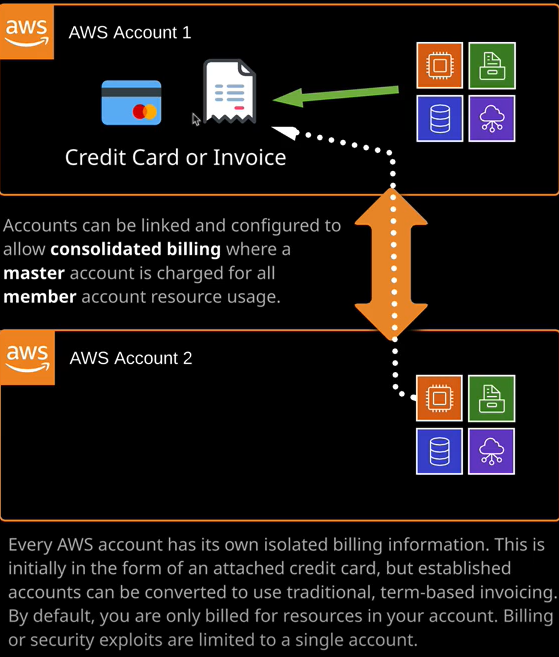 aws
AWS Account 1
Credit Card or Invoice
Accounts can be linked and configured to
allow consolidated billing where a
master account is charged for all
member account resource usage.
aws
AWS Account 2
Every AWS account has its own isolated billing information. This is
initially in the form of an attached credit card, but established
accounts can be converted to use traditional, term-based invoicing.
By default, you are only billed for resources in your account. Billing
or security exploits are limited to a single account.